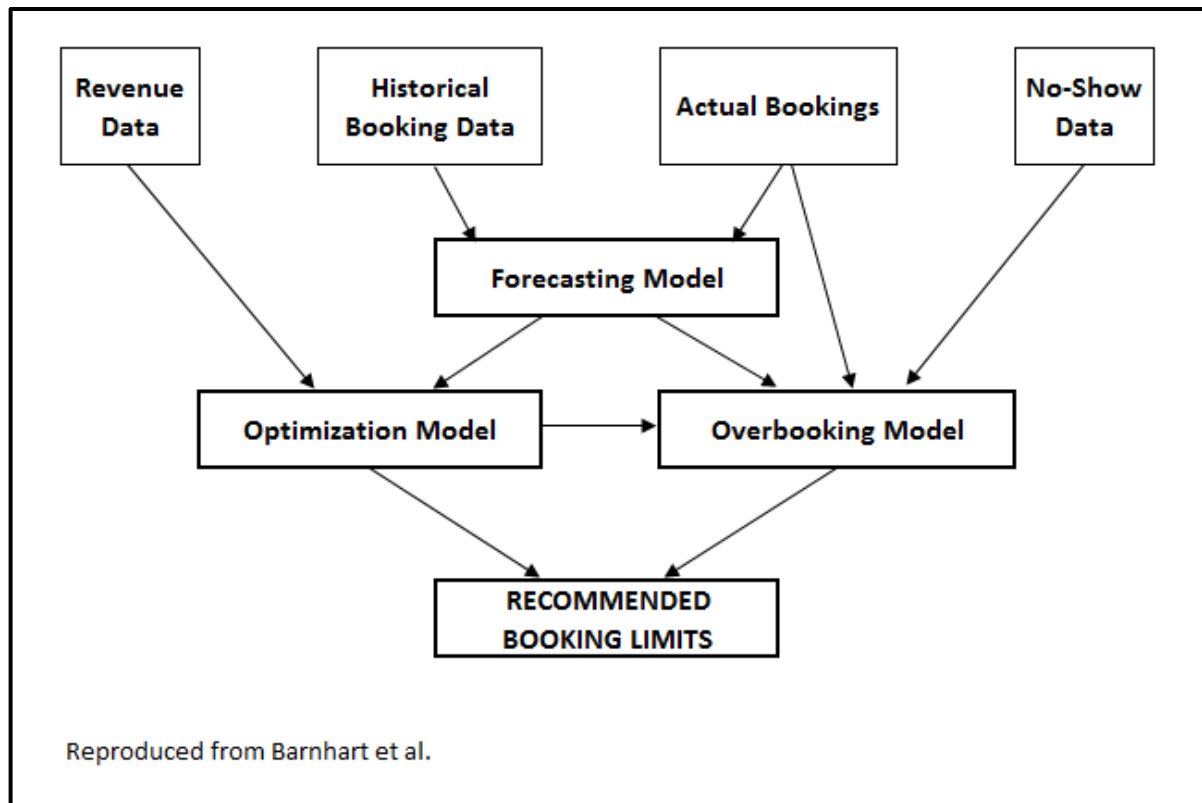 Revenue
Data
Historical
Booking Data
Actual Bookings
No-Show
Data
Forecasting Model
Optimization Model
Overbooking Model
RECOMMENDED
BOOKING LIMITS
Reproduced from Barnhart et al.